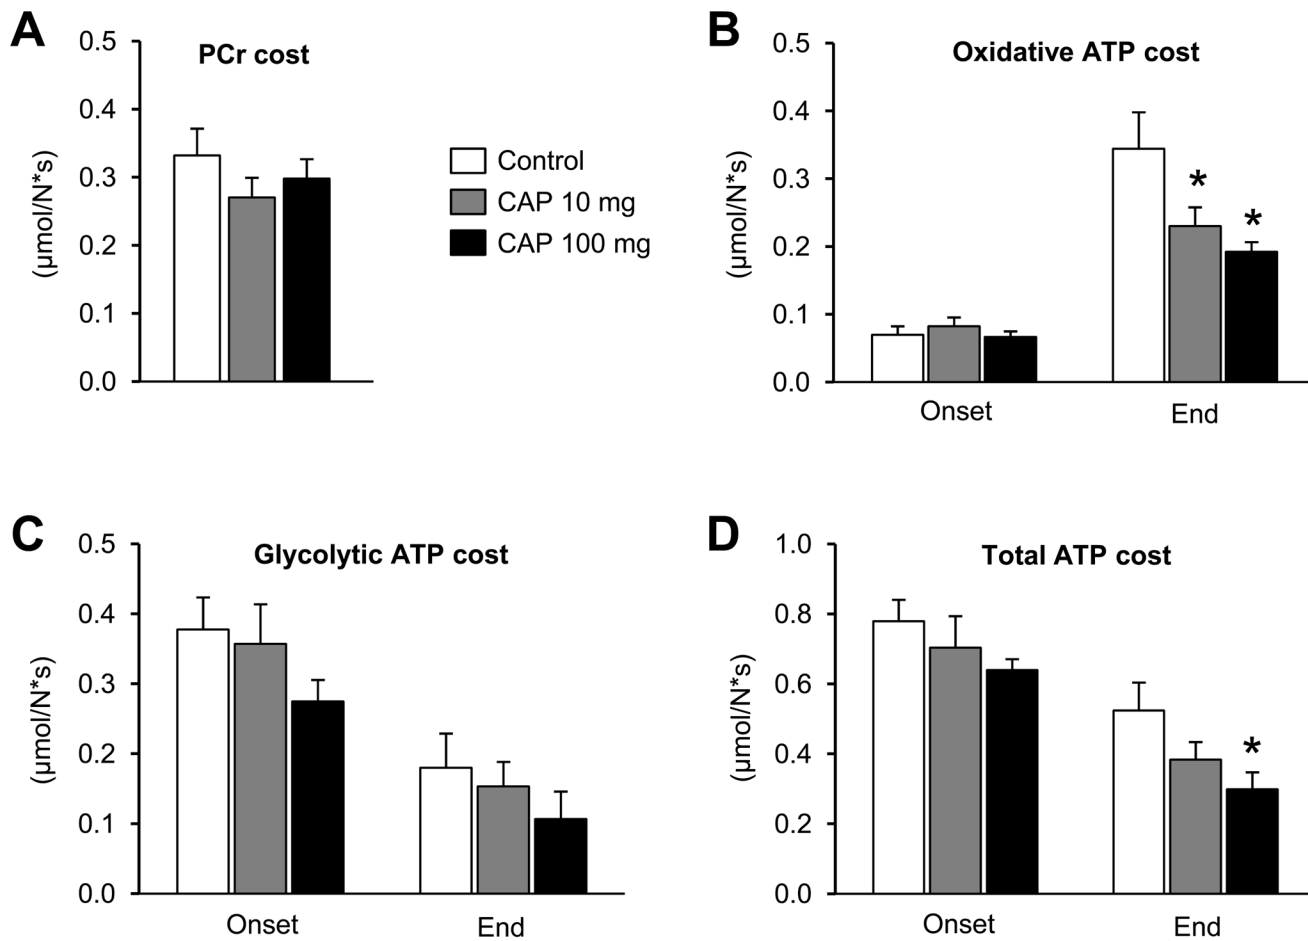 A
PCr cost
0.5
0.4
0.3
0.2
0.1
0.0
(µmol/N*s)
Control
CAP 10 mg
CAP 100 mg
B
Oxidative ATP cost
0.5
0.4
0.3
0.2
0.1
0.0
(µmol/N*s)
*
*
Onset
End
C
Glycolytic ATP cost
0.5
0.4
0.3
0.2
0.1
0.0
(µmol/N*s)
Onset
End
D
Total ATP cost
1.0
0.8
0.6
0.4
0.2
0.0
(µmol/N*s)
*
Onset
End